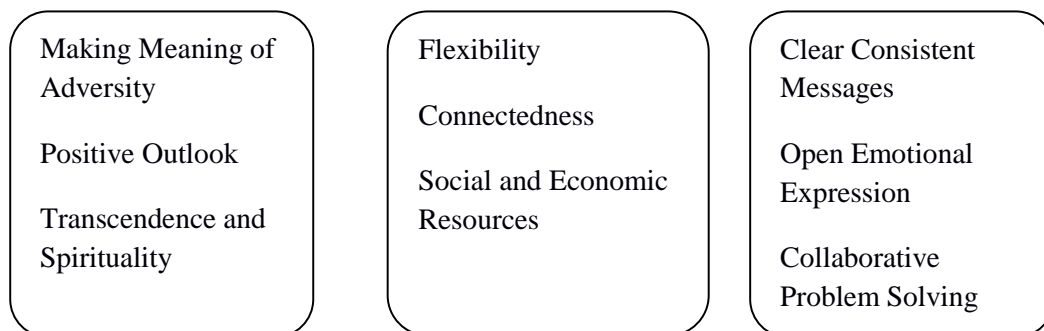 Making Meaning of
Adversity
Positive Outlook
Transcendence and
Spirituality
Flexibility
Connectedness
Social and Economic
Resources
Clear Consistent
Messages
Open Emotional
Expression
Collaborative
Problem Solving